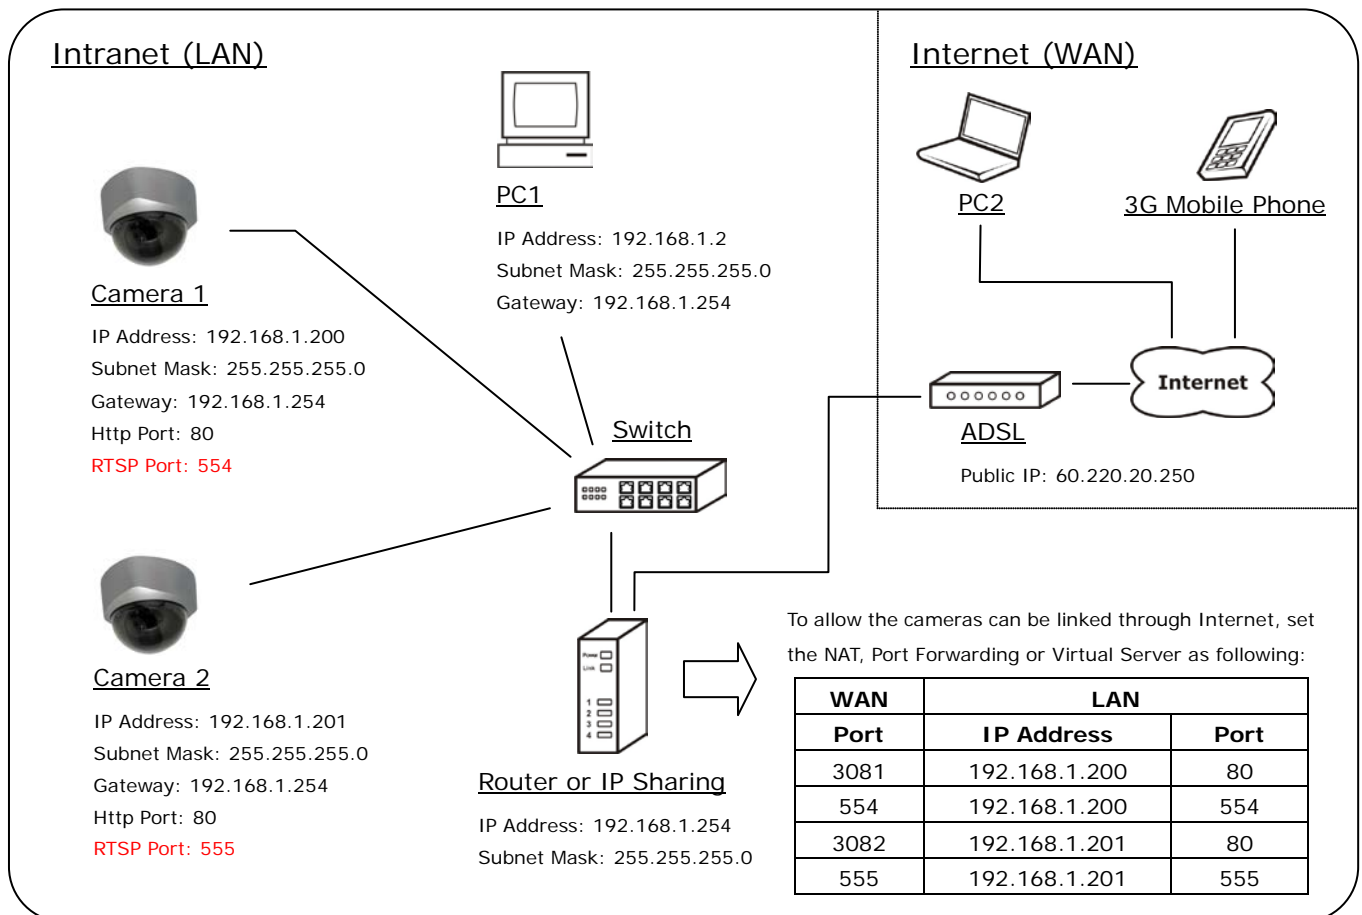 Intranet (LAN)
Internet (WAN)
PC1
IP Address: 192.168.1.2
Subnet Mask: 255.255.255.0
Gateway: 192.168.1.254
PC2
3G Mobile Phone
Camera 1
IP Address: 192.168.1.200
Subnet Mask: 255.255.255.0
Gateway: 192.168.1.254
Http Port: 80
RTSP Port: 554
Switch
Internet
ADSL
Public IP: 60.220.20.250
Camera 2
IP Address: 192.168.1.201
Subnet Mask: 255.255.255.0
Gateway: 192.168.1.254
Http Port: 80
RTSP Port: 555
Power
Link
1
2
3
4
Router or IP Sharing
IP Address: 192.168.1.254
Subnet Mask: 255.255.255.0
To allow the cameras can be linked through Internet, set
the NAT, Port Forwarding or Virtual Server as following:
WAN LAN
Port IP Address Port
3081 192.168.1.200 80
554 192.168.1.200 554
3082 192.168.1.201 80
555 192.168.1.201 555